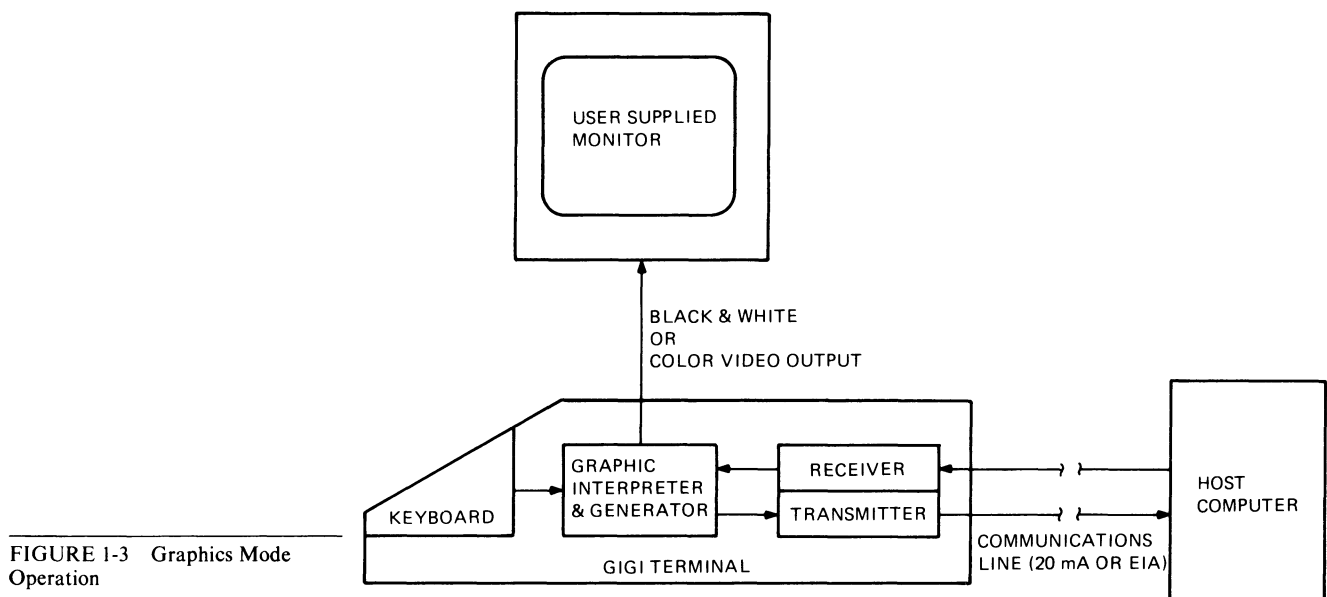 USER SUPPLIED
MONITOR
BLACK & WHITE
OR
COLOR VIDEO OUTPUT
KEYBOARD
GRAPHIC
INTERPRETER
& GENERATOR
RECEIVER
TRANSMITTER
GIGI TERMINAL
COMMUNICATIONS
LINE (20 mA OR EIA)
HOST
COMPUTER
FIGURE 1-3 Graphics Mode
Operation